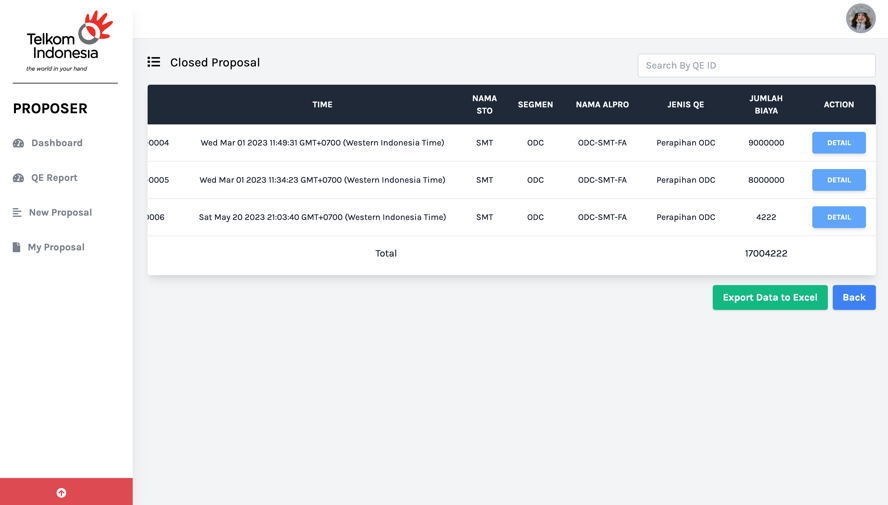 Telkom
Indonesia
the world in your hand
PROPOSER
Dashboard
QE Report
New Proposal
My Proposal
Closed Proposal
Search By QE ID
TIME NAMA STO SEGMEN NAMA ALPRO JENIS QE JUMLAH BIAYA ACTION
0004 Wed Mar 01 2023 11:49:31 GMT+0700 (Western Indonesia Time) SMT ODC ODC-SMT-FA Perapihan ODC 9000000 DETAIL
0005 Wed Mar 01 2023 11:34:23 GMT+0700 (Western Indonesia Time) SMT ODC ODC-SMT-FA Perapihan ODC 8000000 DETAIL
0006 Sat May 20 2023 21:03:40 GMT+0700 (Western Indonesia Time) SMT ODC ODC-SMT-FA Perapihan ODC 4222 DETAIL
Total 17004222
Export Data to Excel Back